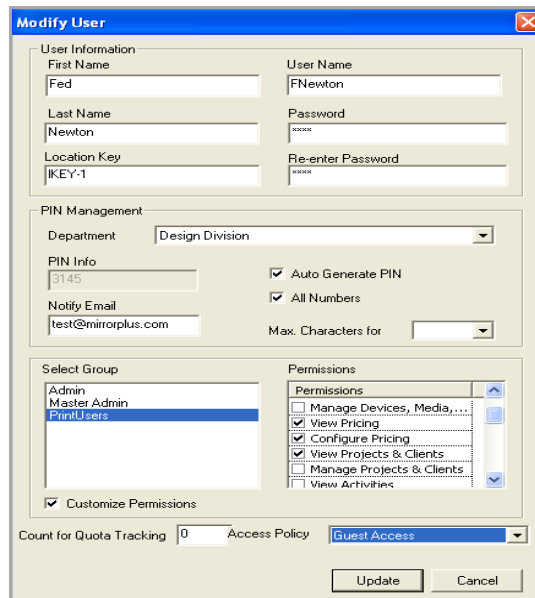 Modify User
User Information
First Name
User Name
Fed
FNewton
Last Name
Password
Newton
××××
Location Key
Re-enter Password
IKEY-1
××××
PIN Management
Department
Design Division
PIN Info
3145
Auto Generate PIN
All Numbers
Notify Email
test@mirrorplus.com
Max. Characters for
Select Group
Permissions
Admin
Master Admin
PrintUsers
Permissions
Manage Devices, Media,...
View Pricing
Configure Pricing
View Projects & Clients
Manage Projects & Clients
View Activities
Customize Permissions
Count for Quota Tracking
0
Access Policy
Guest Access
Update
Cancel